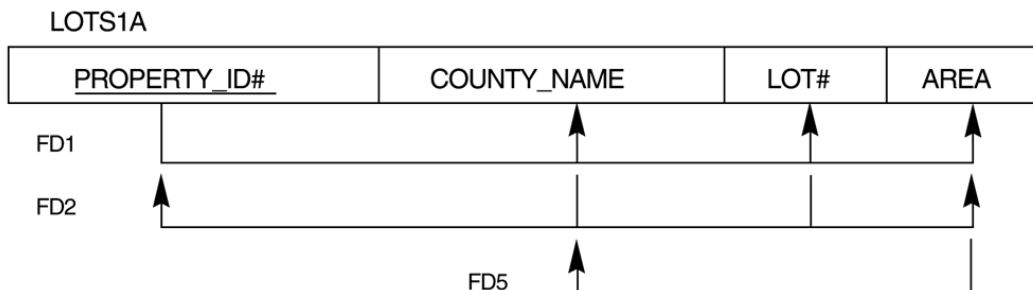 LOTS1A
PROPERTY_ID# COUNTY_NAME LOT# AREA
FD1
FD2
FD5